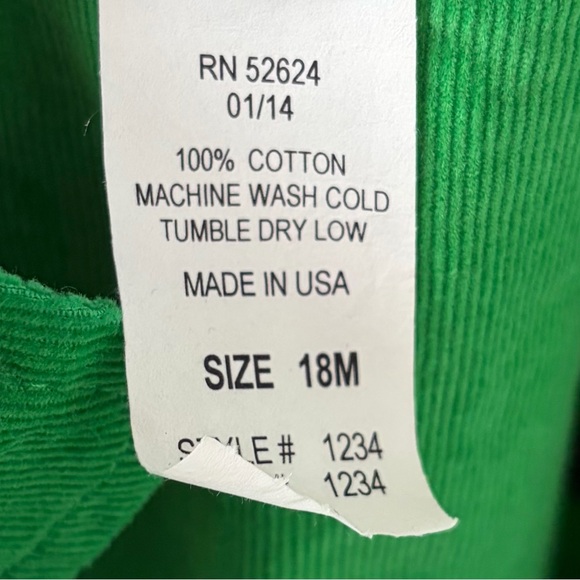 RN 52624
01/14
100% COTTON
MACHINE WASH COLD
TUMBLE DRY LOW
MADE IN USA
SIZE 18M
STYLE # 1234
1234